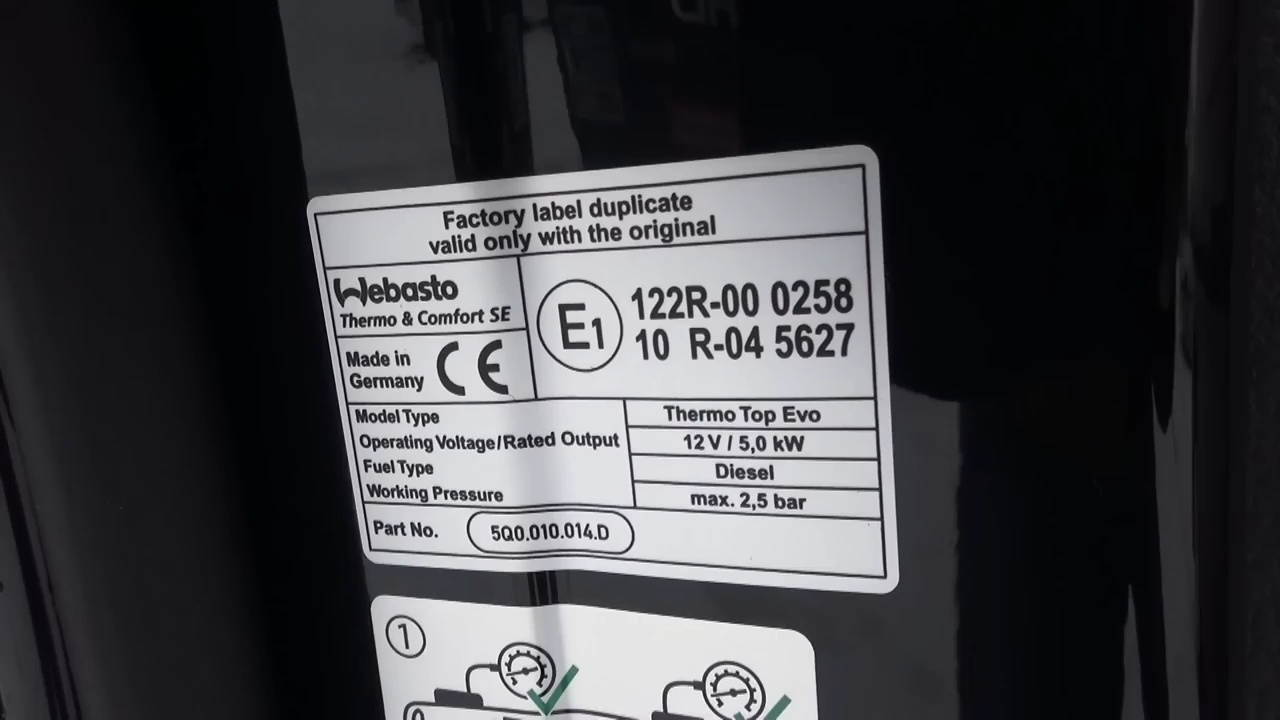 Factory label duplicate
valid only with the original
Webasto
Thermo & Comfort SE
Made in
Germany
CE
E1
122R-00 0258
10 R-04 5627
Model Type
Thermo Top Evo
Operating Voltage/Rated Output
12 V / 5,0 kW
Fuel Type
Diesel
Working Pressure
max. 2,5 bar
Part No.
5Q0.010.014.D
1